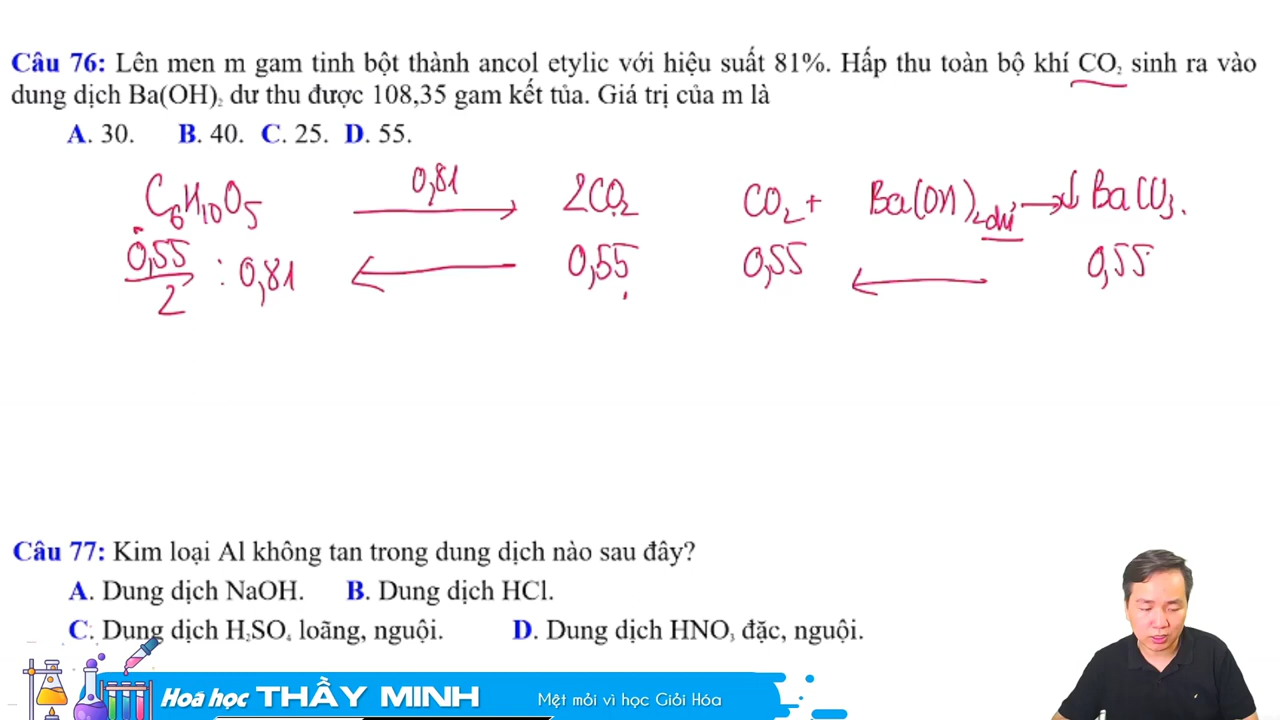 Câu 76: Lên men m gam tinh bột thành ancol etylic với hiệu suất 81%. Hấp thu toàn bộ khí CO₂ sinh ra vào
dung dịch Ba(OH)₂ dư thu được 108,35 gam kết tủa. Giá trị của m là
A. 30. B. 40. C. 25. D. 55.
C₆H₁₀O₅ 0,81 → 2CO₂ CO₂ + Ba(OH)₂ dư → ↓ BaCO₃.
0,55/2 : 0,81 ← 0,55 0,55 ← 0,55
Câu 77: Kim loại Al không tan trong dung dịch nào sau đây?
A. Dung dịch NaOH. B. Dung dịch HCl.
C. Dung dịch H₂SO₄ loãng, nguội. D. Dung dịch HNO₃ đặc, nguội.
Hoá học THẦY MINH Mệt mỏi vì học Giỏi Hóa